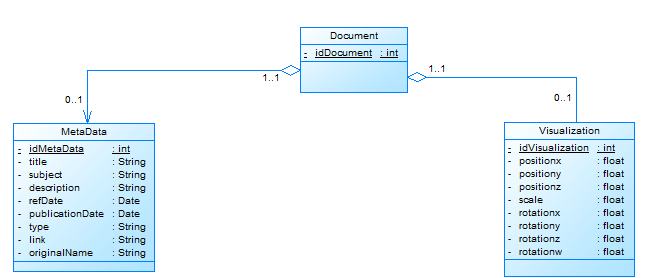 Document
- idDocument : int
1..1
1..1
0..1
0..1
MetaData
- idMetaData : int
- title : String
- subject : String
- description : String
- refDate : Date
- publicationDate : Date
- type : String
- link : String
- originalName : String
Visualization
- idVisualization : int
- positionx : float
- positiony : float
- positionz : float
- scale : float
- rotationx : float
- rotationy : float
- rotationz : float
- rotationw : float